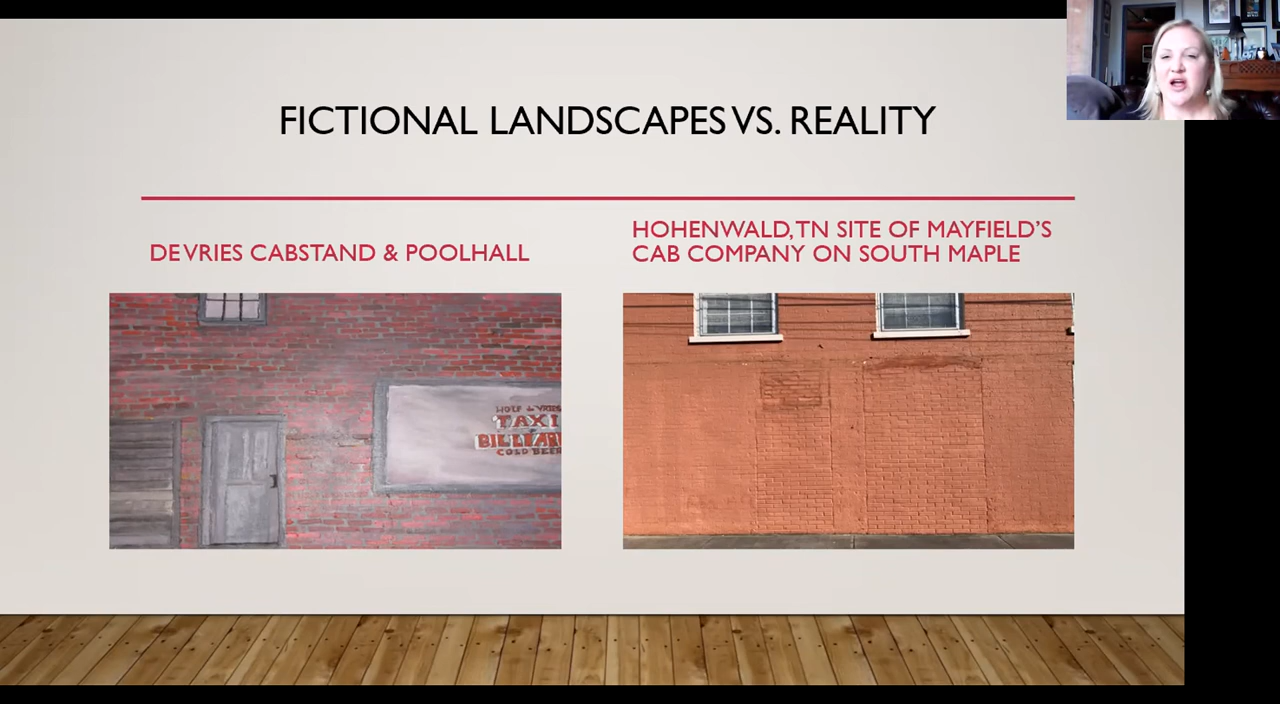 FICTIONAL LANDSCAPES VS. REALITY
DEVRIES CABSTAND & POOLHALL
HOHENWALD, TN SITE OF MAYFIELD'S
CAB COMPANY ON SOUTH MAPLE
TAXI
COLD BEER